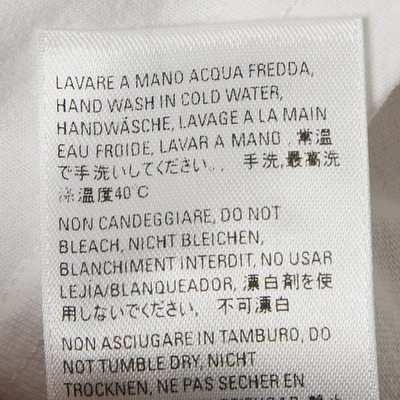 LAVARE A MANO ACQUA FREDDA,
HAND WASH IN COLD WATER,
HANDWÄSCHE, LAVAGE A LA MAIN
EAU FROIDE, LAVAR A MANO 常温
で手洗いしてください。, 手洗,最高洗
涤温度40℃
NON CANDEGGIARE, DO NOT
BLEACH, NICHT BLEICHEN,
BLANCHIMENT INTERDIT, NO USAR
LEJIA/BLANQUEADOR, 漂白剤を使
用しないでください, 不可漂白
NON ASCIUGARE IN TAMBURO, DO
NOT TUMBLE DRY, NICHT
TROCKNEN, NE PAS SECHER EN